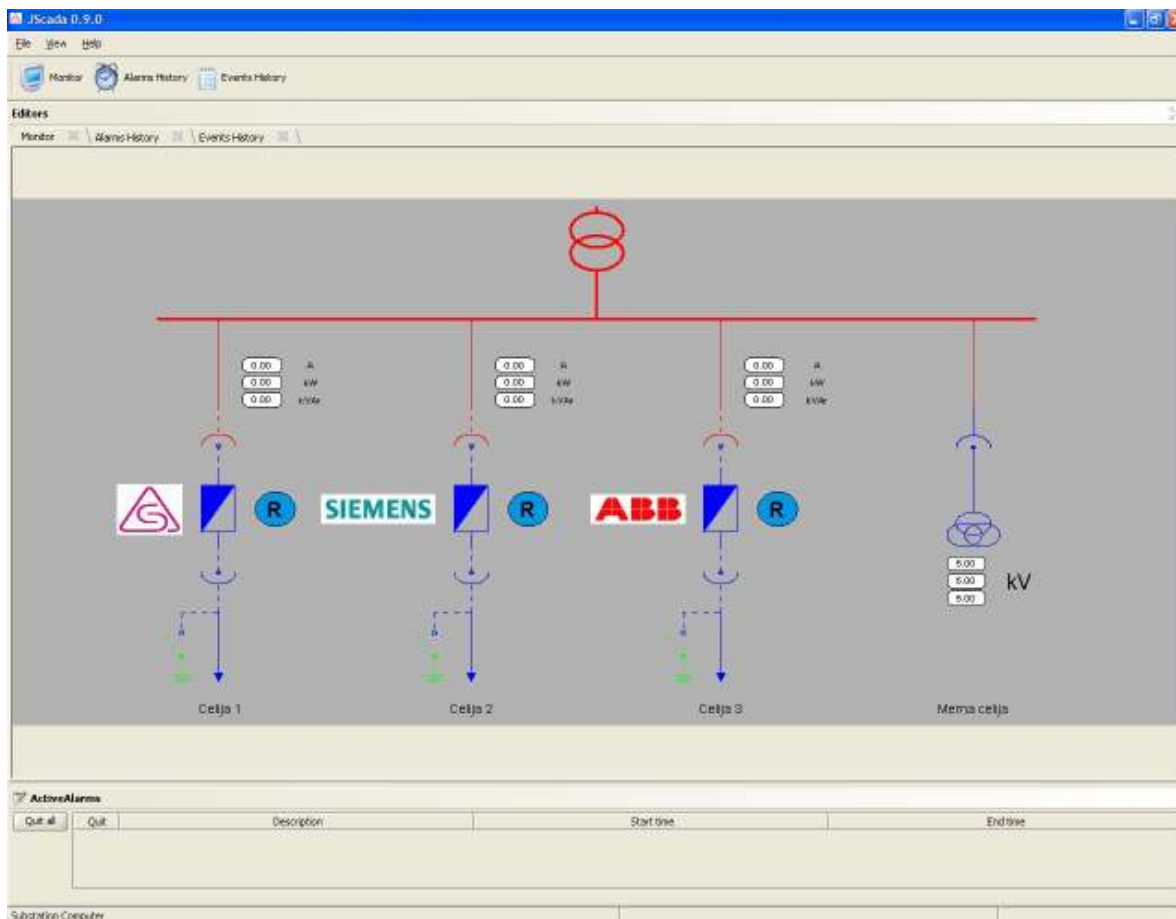 JScada 0.9.0
File View Help
Monitor Alarms History Events History
Editors
Monitor Alarms History Events History
0.00 A 0.00 A 0.00 A
0.00 kW 0.00 kW 0.00 kW
0.00 kVAr 0.00 kVAr 0.00 kVAr
R SIEMENS R ABB R
5.00
5.00 kV
5.00
Celija 1 Celija 2 Celija 3 Merna celija
ActiveAlarms
Quit all Quit Description Start time End time
Substation Computer